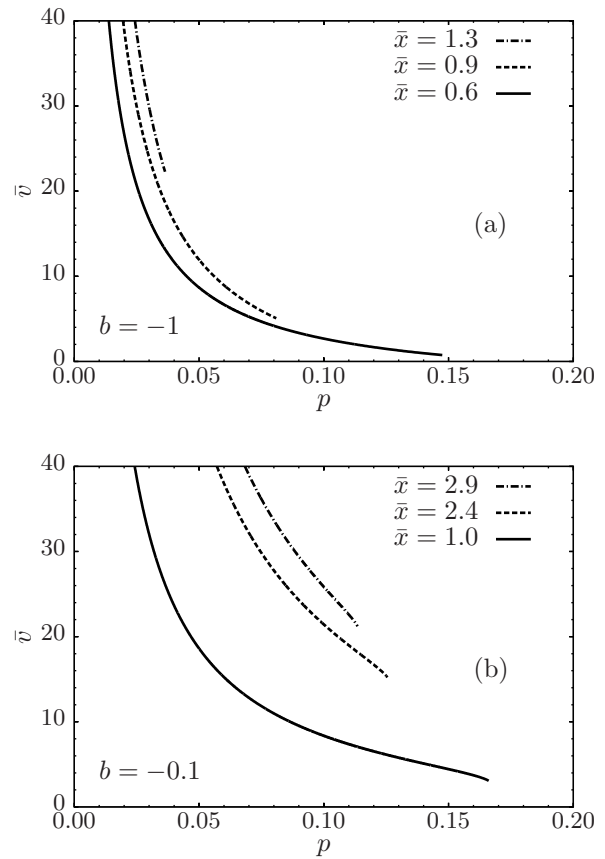 40
x̄ = 1.3
x̄ = 0.9
x̄ = 0.6
30
v̄
20
(a)
10
b = −1
0
0.00 0.05 0.10 0.15 0.20
p
40
x̄ = 2.9
x̄ = 2.4
x̄ = 1.0
30
v̄
20
(b)
10
b = −0.1
0
0.00 0.05 0.10 0.15 0.20
p